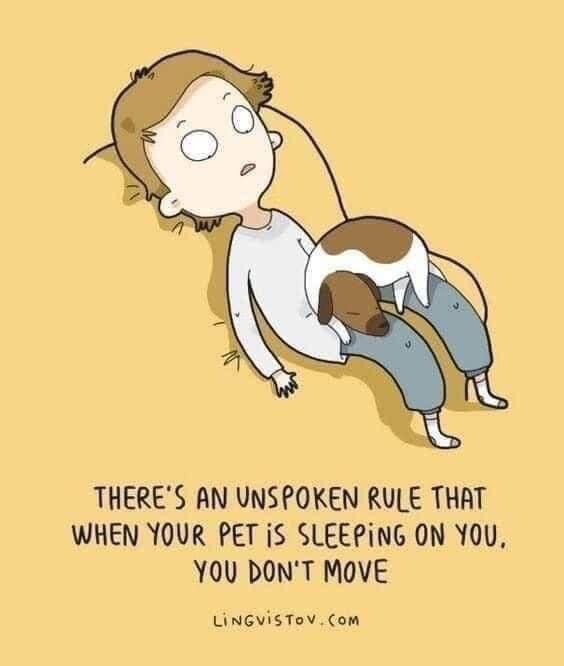 THERE'S AN UNSPOKEN RULE THAT
WHEN YOUR PET iS SLEEPiNG ON YOU,
YOU DON'T MOVE
LiNGViSTOV.COM